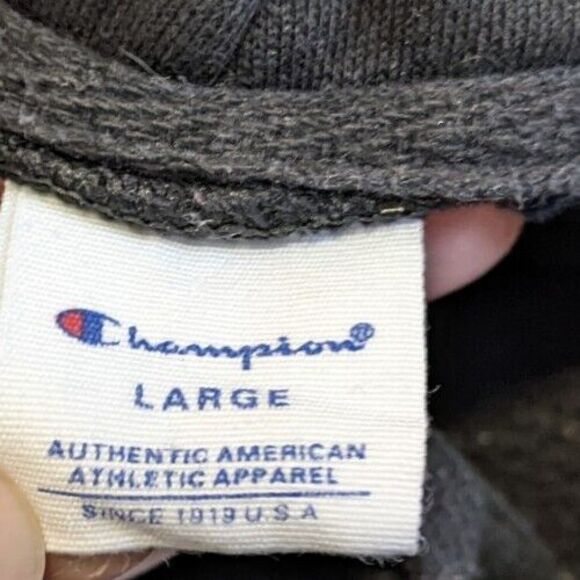 Champion®
LARGE
AUTHENTIC AMERICAN
ATHLETIC APPAREL
SINCE 1919 U.S.A